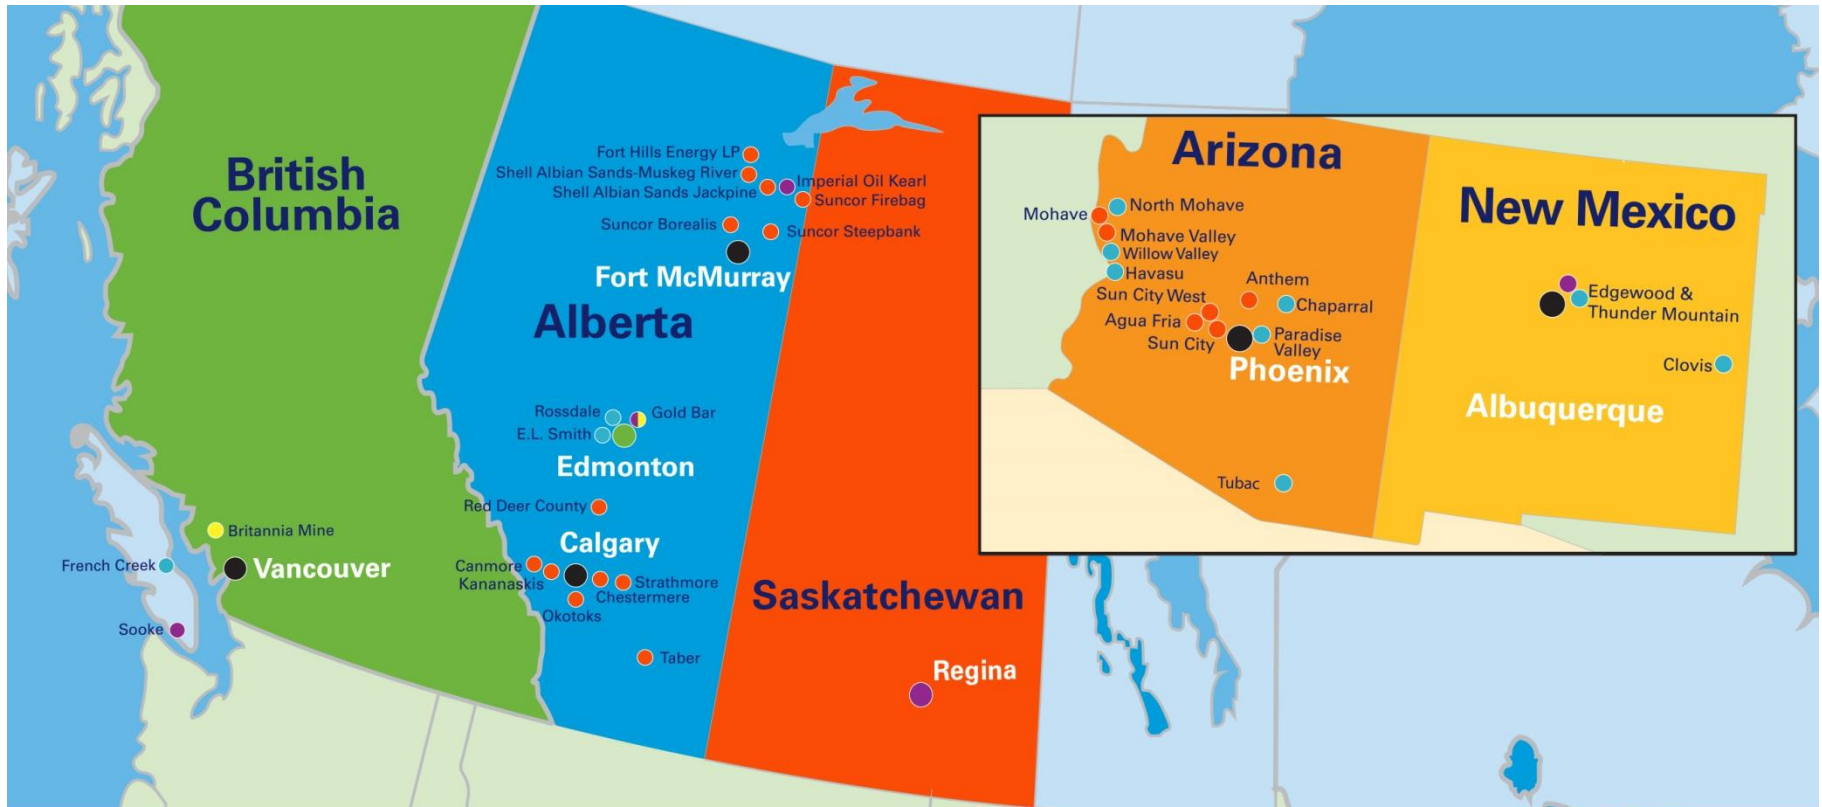 British
Columbia
Britannia Mine
French Creek
Vancouver
Sooke
Fort Hills Energy LP
Shell Albian Sands-Muskeg River
Shell Albian Sands Jackpine
Imperial Oil Kearl
Suncor Firebag
Suncor Borealis
Suncor Steepbank
Fort McMurray
Alberta
Rossdale
Gold Bar
E.L. Smith
Edmonton
Red Deer County
Calgary
Canmore
Kananaskis
Strathmore
Chestermere
Okotoks
Taber
Saskatchewan
Regina
Arizona
Mohave
North Mohave
Mohave Valley
Willow Valley
Havasu
Anthem
Sun City West
Chaparral
Agua Fria
Sun City
Paradise
Valley
Phoenix
Tubac
New Mexico
Edgewood &
Thunder Mountain
Clovis
Albuquerque